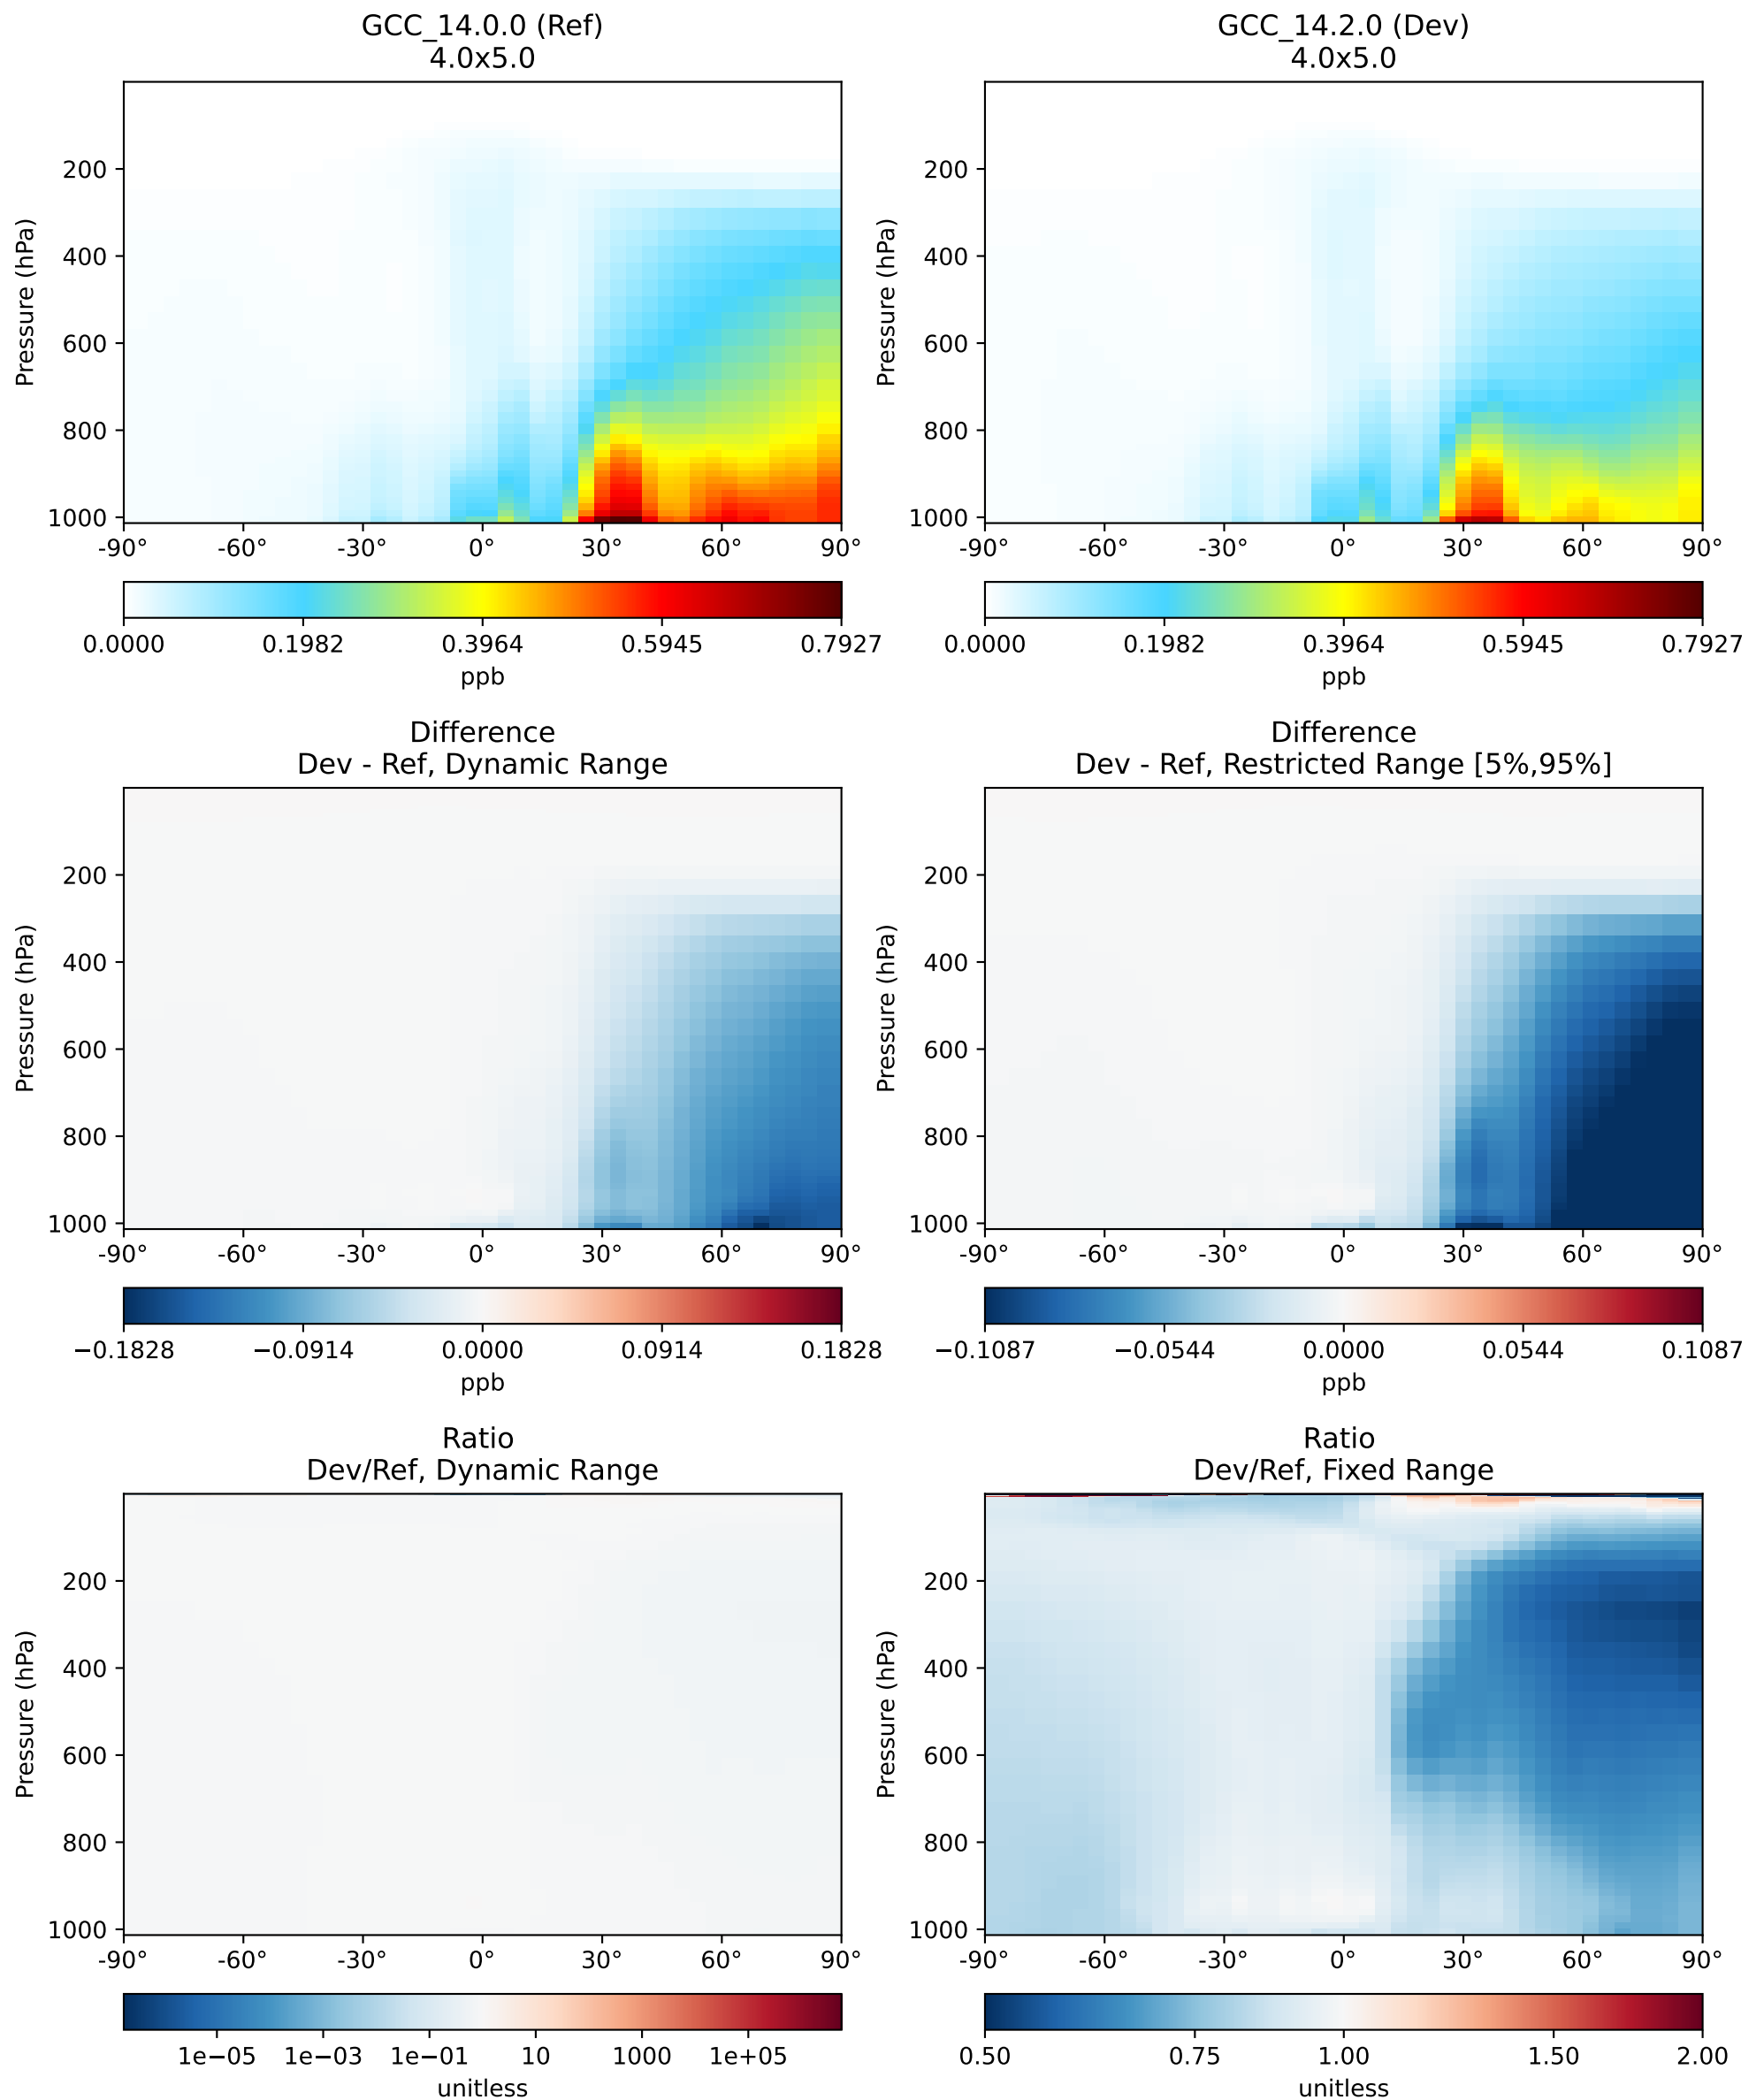 GCC_14.0.0 (Ref)
4.0x5.0
Pressure (hPa)
200
400
600
800
1000
-90° -60° -30° 0° 30° 60° 90°
0.0000 0.1982 0.3964 0.5945 0.7927
ppb
GCC_14.2.0 (Dev)
4.0x5.0
Pressure (hPa)
200
400
600
800
1000
-90° -60° -30° 0° 30° 60° 90°
0.0000 0.1982 0.3964 0.5945 0.7927
ppb
Difference
Dev - Ref, Dynamic Range
Pressure (hPa)
200
400
600
800
1000
-90° -60° -30° 0° 30° 60° 90°
−0.1828 −0.0914 0.0000 0.0914 0.1828
ppb
Difference
Dev - Ref, Restricted Range [5%,95%]
Pressure (hPa)
200
400
600
800
1000
-90° -60° -30° 0° 30° 60° 90°
−0.1087 −0.0544 0.0000 0.0544 0.1087
ppb
Ratio
Dev/Ref, Dynamic Range
Pressure (hPa)
200
400
600
800
1000
-90° -60° -30° 0° 30° 60° 90°
1e−05 1e−03 1e−01 10 1000 1e+05
unitless
Ratio
Dev/Ref, Fixed Range
Pressure (hPa)
200
400
600
800
1000
-90° -60° -30° 0° 30° 60° 90°
0.50 0.75 1.00 1.50 2.00
unitless